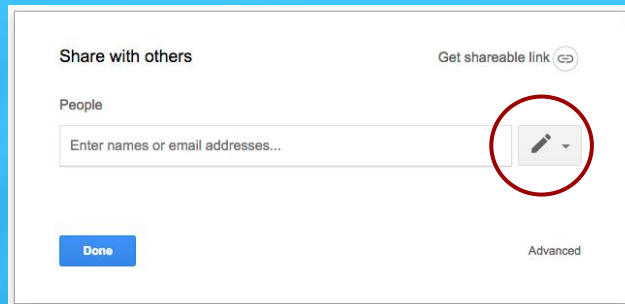 Share with others
Get shareable link
People
Enter names or email addresses...
Done
Advanced